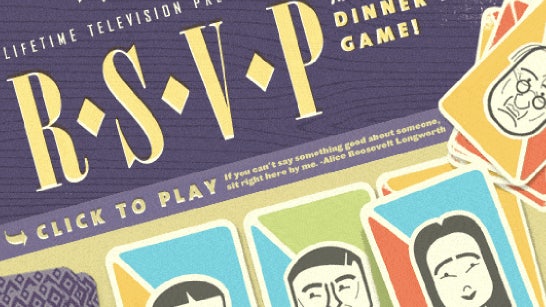 LIFETIME TELEVISION
DINNER
GAME!
R·S·V·P
CLICK TO PLAY
If you can't say something good about someone,
sit right here by me. -Alice Roosevelt Longworth